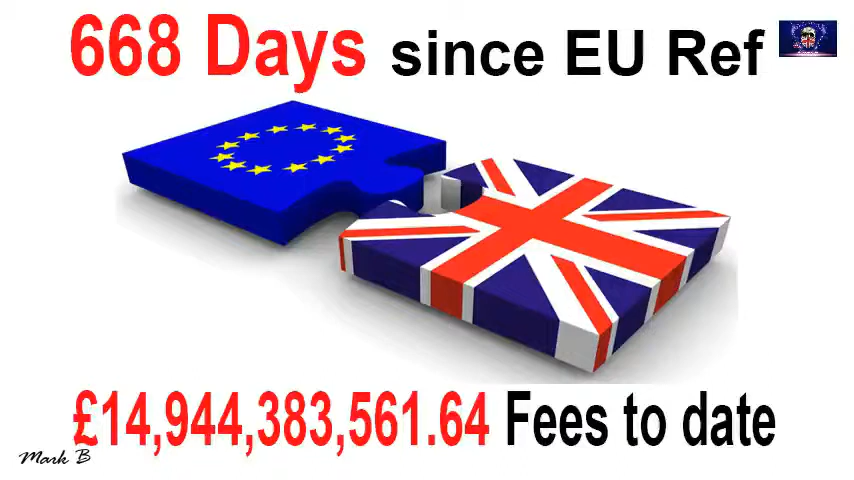 668 Days since EU Ref
£14,944,383,561.64 Fees to date
Mark B